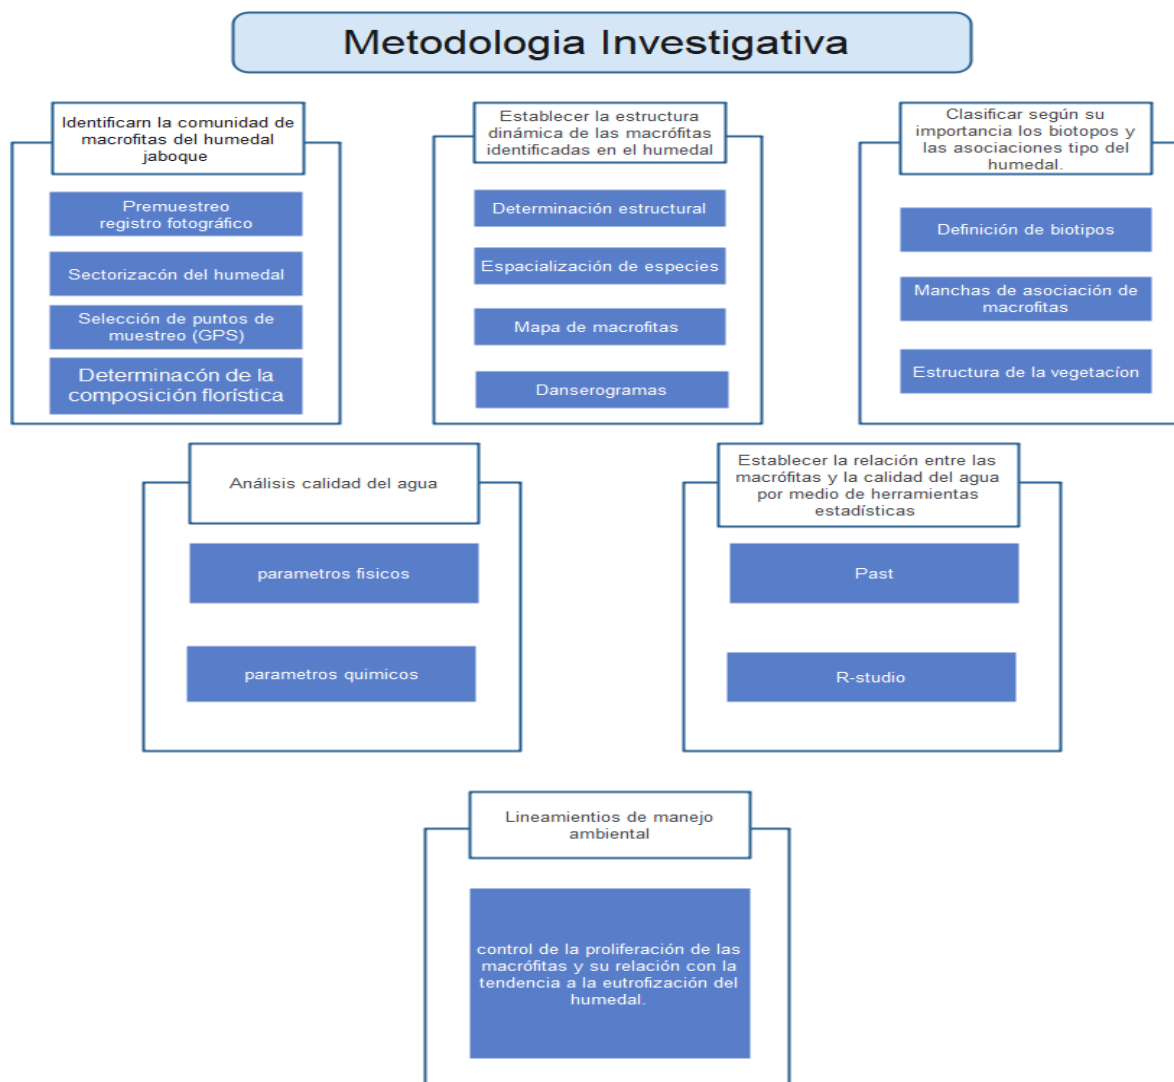 Metodologia Investigativa
Identificarn la comunidad de
macrofitas del humedal
jaboque
Premuestreo
registro fotográfico
Sectorizacón del humedal
Selección de puntos de
muestreo (GPS)
Determinacón de la
composición florística
Establecer la estructura
dinámica de las macrófitas
identificadas en el humedal
Determinación estructural
Espacialización de especies
Mapa de macrofitas
Danserogramas
Clasificar según su
importancia los biotopos y
las asociaciones tipo del
humedal.
Definición de biotipos
Manchas de asociación de
macrofitas
Estructura de la vegetacíon
Análisis calidad del agua
parametros fisicos
parametros quimicos
Establecer la relación entre las
macrófitas y la calidad del agua
por medio de herramientas
estadísticas
Past
R-studio
Lineamientios de manejo
ambiental
control de la proliferación de las
macrófitas y su relación con la
tendencia a la eutrofización del
humedal.